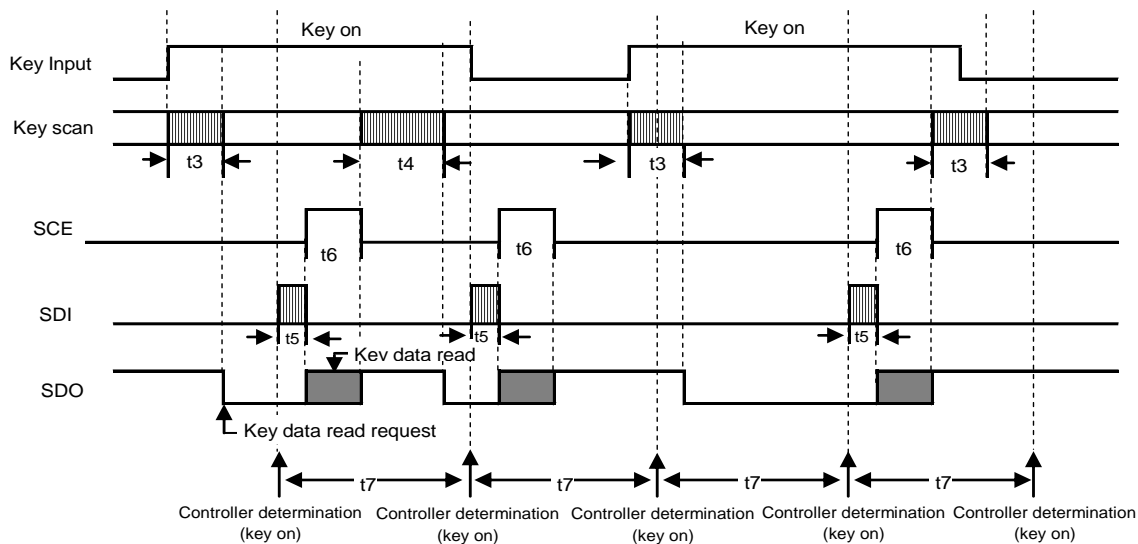 Key on
Key on
Key Input
Key scan
t3
t4
t3
t3
SCE
t6
t6
t6
SDI
t5
t5
t5
Kev data read
SDO
Key data read request
t7
t7
t7
t7
Controller determination
(key on)
Controller determination
(key on)
Controller determination
(key on)
Controller determination
(key on)
Controller determination
(key on)